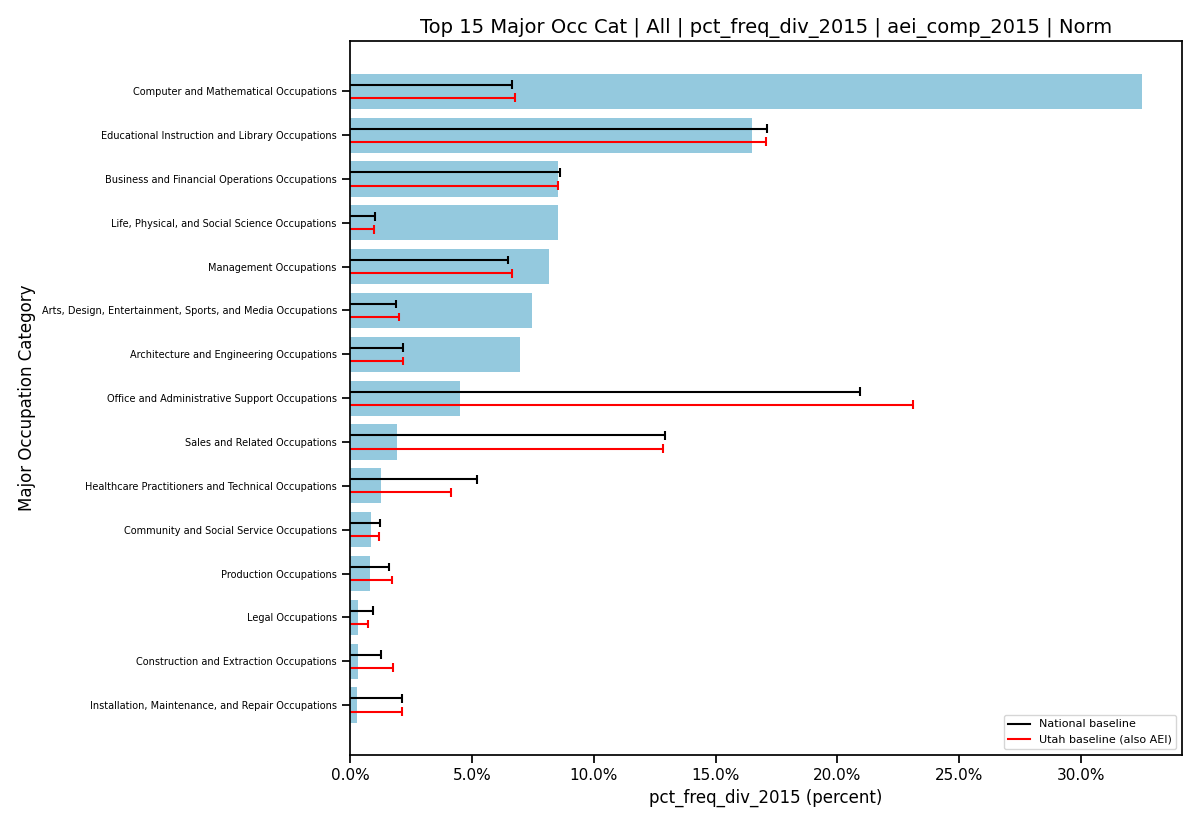 Top 15 Major Occ Cat | All | pct_freq_div_2015 | aei_comp_2015 | Norm
Major Occupation Category
Computer and Mathematical Occupations
Educational Instruction and Library Occupations
Business and Financial Operations Occupations
Life, Physical, and Social Science Occupations
Management Occupations
Arts, Design, Entertainment, Sports, and Media Occupations
Architecture and Engineering Occupations
Office and Administrative Support Occupations
Sales and Related Occupations
Healthcare Practitioners and Technical Occupations
Community and Social Service Occupations
Production Occupations
Legal Occupations
Construction and Extraction Occupations
Installation, Maintenance, and Repair Occupations
National baseline
Utah baseline (also AEI)
0.0% 5.0% 10.0% 15.0% 20.0% 25.0% 30.0%
pct_freq_div_2015 (percent)